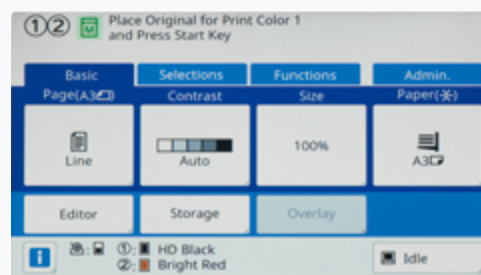 ①② Place Original for Print Color 1
and Press Start Key
Basic Selections Functions Admin.
Page(A3) Contrast Size Paper(
Line Auto 100% A3
Editor Storage Overlay
①: HD Black
②: Bright Red
Idle